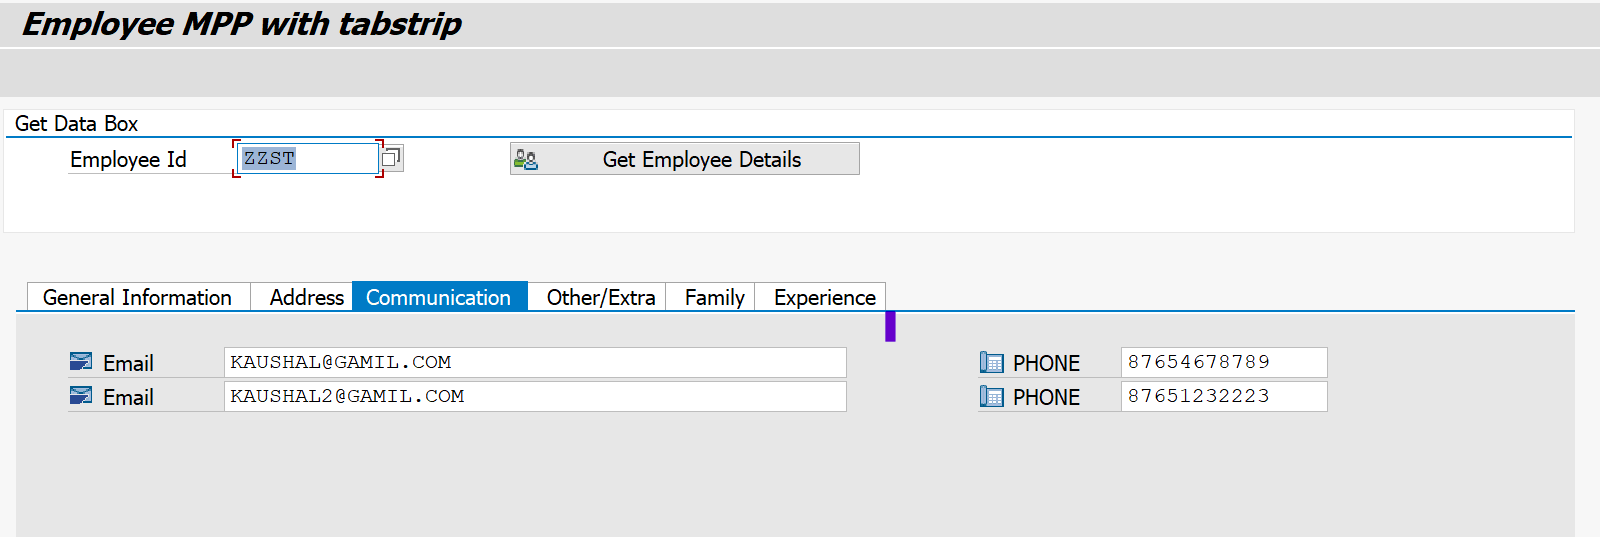 Employee MPP with tabstrip
Get Data Box
Employee Id ZZST Get Employee Details
General Information Address Communication Other/Extra Family Experience
Email KAUSHAL@GAMIL.COM PHONE 87654678789
Email KAUSHAL2@GAMIL.COM PHONE 87651232223